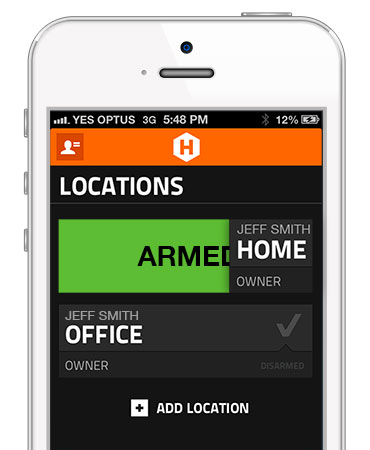 YES OPTUS 3G 5:48 PM 12%
H
LOCATIONS
ARMED
JEFF SMITH
HOME
OWNER
JEFF SMITH
OFFICE
OWNER
DISARMED
ADD LOCATION